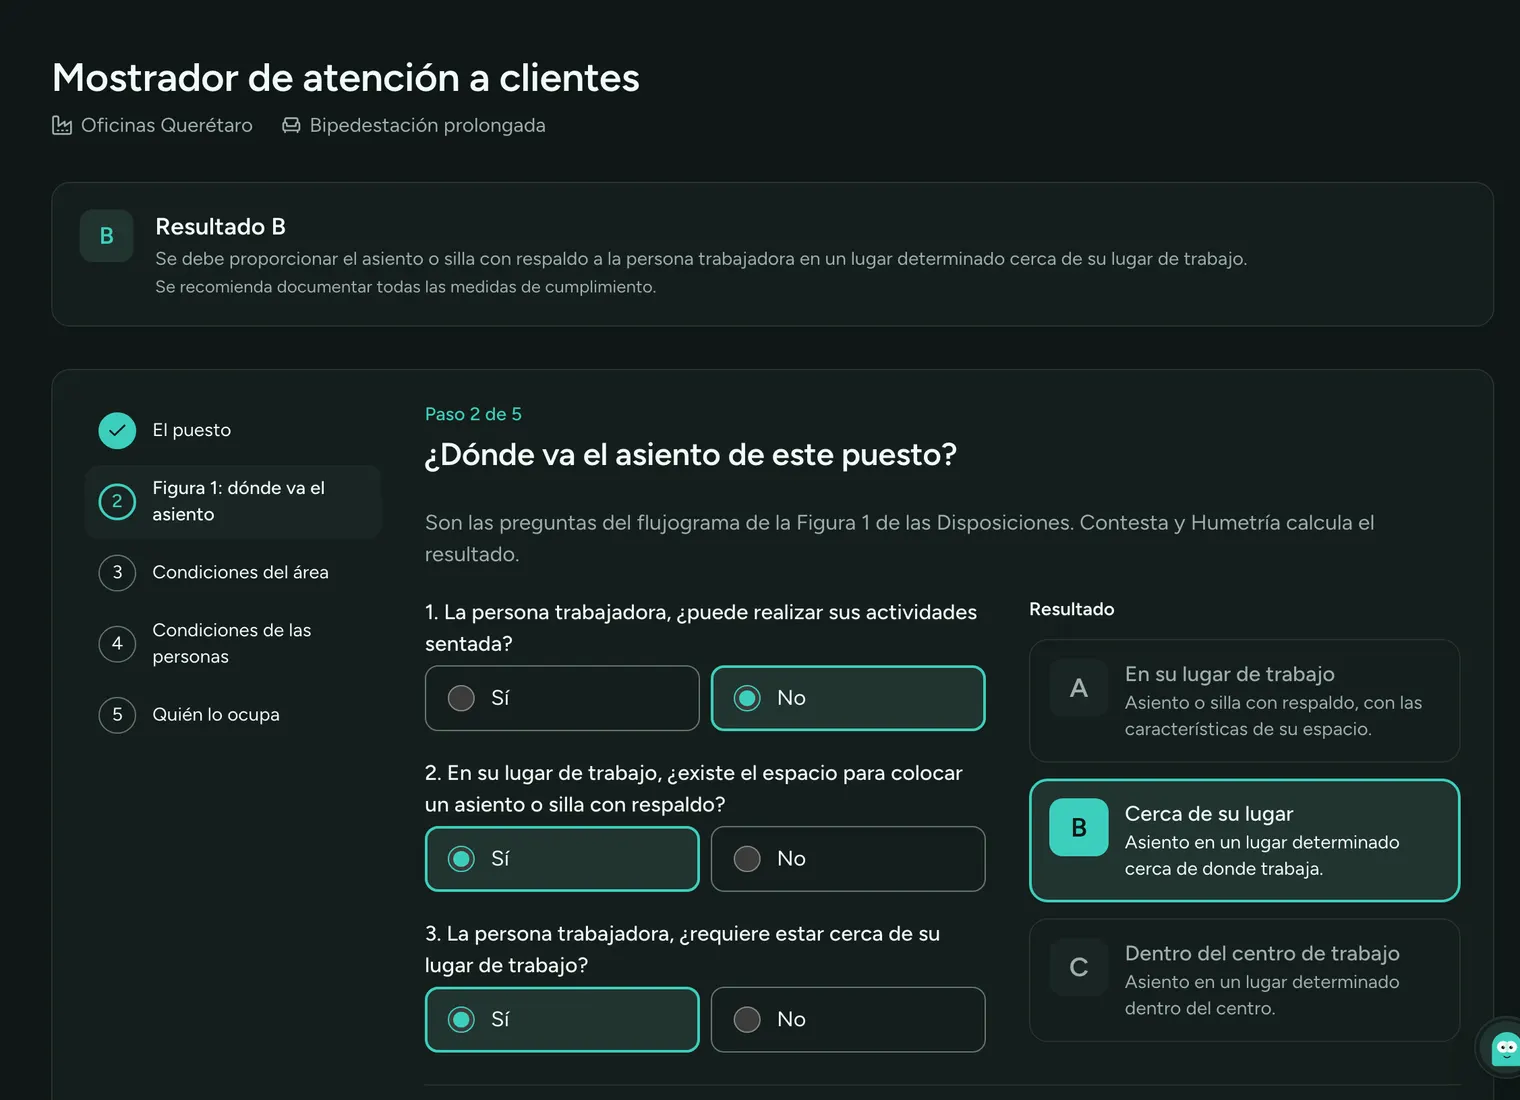 Mostrador de atención a clientes
Oficinas Querétaro
Bipedestación prolongada
B
Resultado B
Se debe proporcionar el asiento o silla con respaldo a la persona trabajadora en un lugar determinado cerca de su lugar de trabajo.
Se recomienda documentar todas las medidas de cumplimiento.
El puesto
2
Figura 1: dónde va el
asiento
3
Condiciones del área
4
Condiciones de las
personas
5
Quién lo ocupa
Paso 2 de 5
¿Dónde va el asiento de este puesto?
Son las preguntas del flujograma de la Figura 1 de las Disposiciones. Contesta y Humetría calcula el
resultado.
1. La persona trabajadora, ¿puede realizar sus actividades
sentada?
Sí
No
2. En su lugar de trabajo, ¿existe el espacio para colocar
un asiento o silla con respaldo?
Sí
No
3. La persona trabajadora, ¿requiere estar cerca de su
lugar de trabajo?
Sí
No
Resultado
A
En su lugar de trabajo
Asiento o silla con respaldo, con las
características de su espacio.
B
Cerca de su lugar
Asiento en un lugar determinado
cerca de donde trabaja.
C
Dentro del centro de trabajo
Asiento en un lugar determinado
dentro del centro.